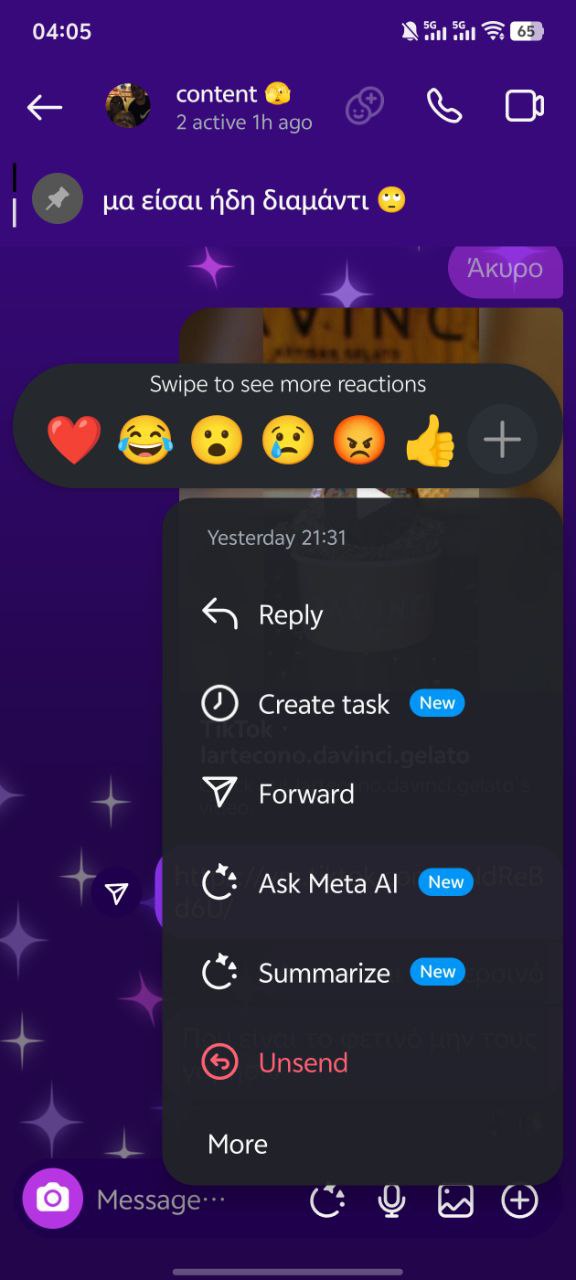 04:05
5G 5G 65
content 🫣
2 active 1h ago
μα είσαι ήδη διαμάντι 🙄
Άκυρο
Swipe to see more reactions
Yesterday 21:31
Reply
Create task New
TikTok ·
lartecono.davinci.gelato
Forward
Ask Meta AI New
Summarize New
Unsend
More
Message...